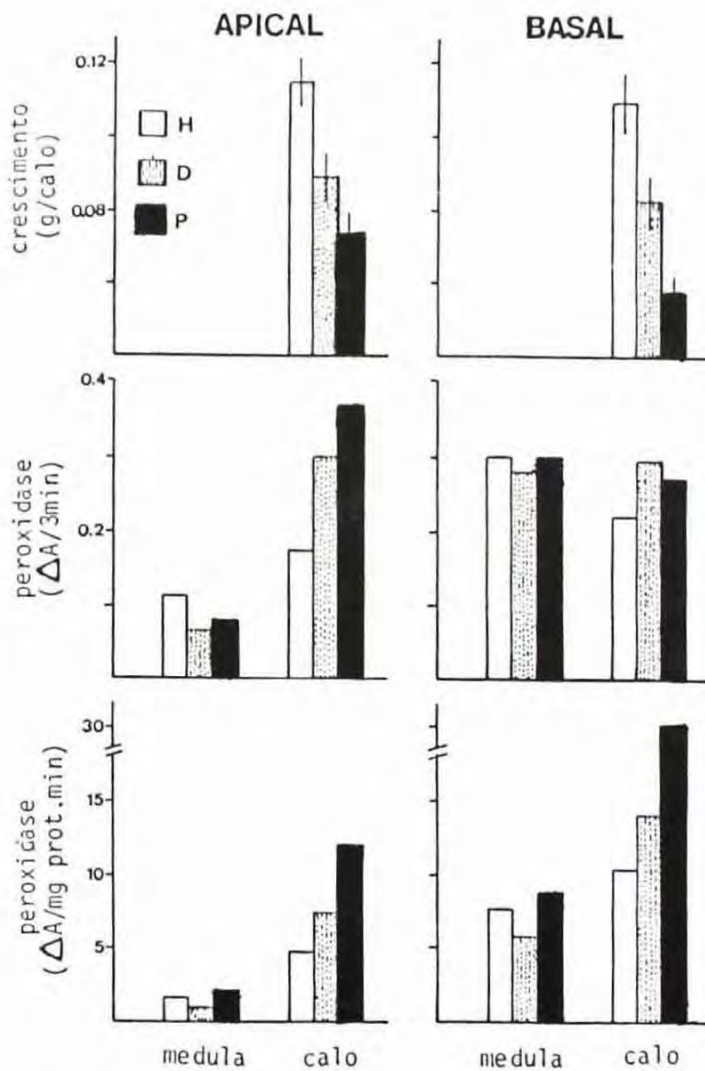 APICAL BASAL
0.12
0.08
crescimento
(g/calo)
H
D
P
0.4
0.2
peroxidase
(ΔA/3min)
30
15
10
5
peroxidase
(ΔA/mg prot.min)
medula calo medula calo